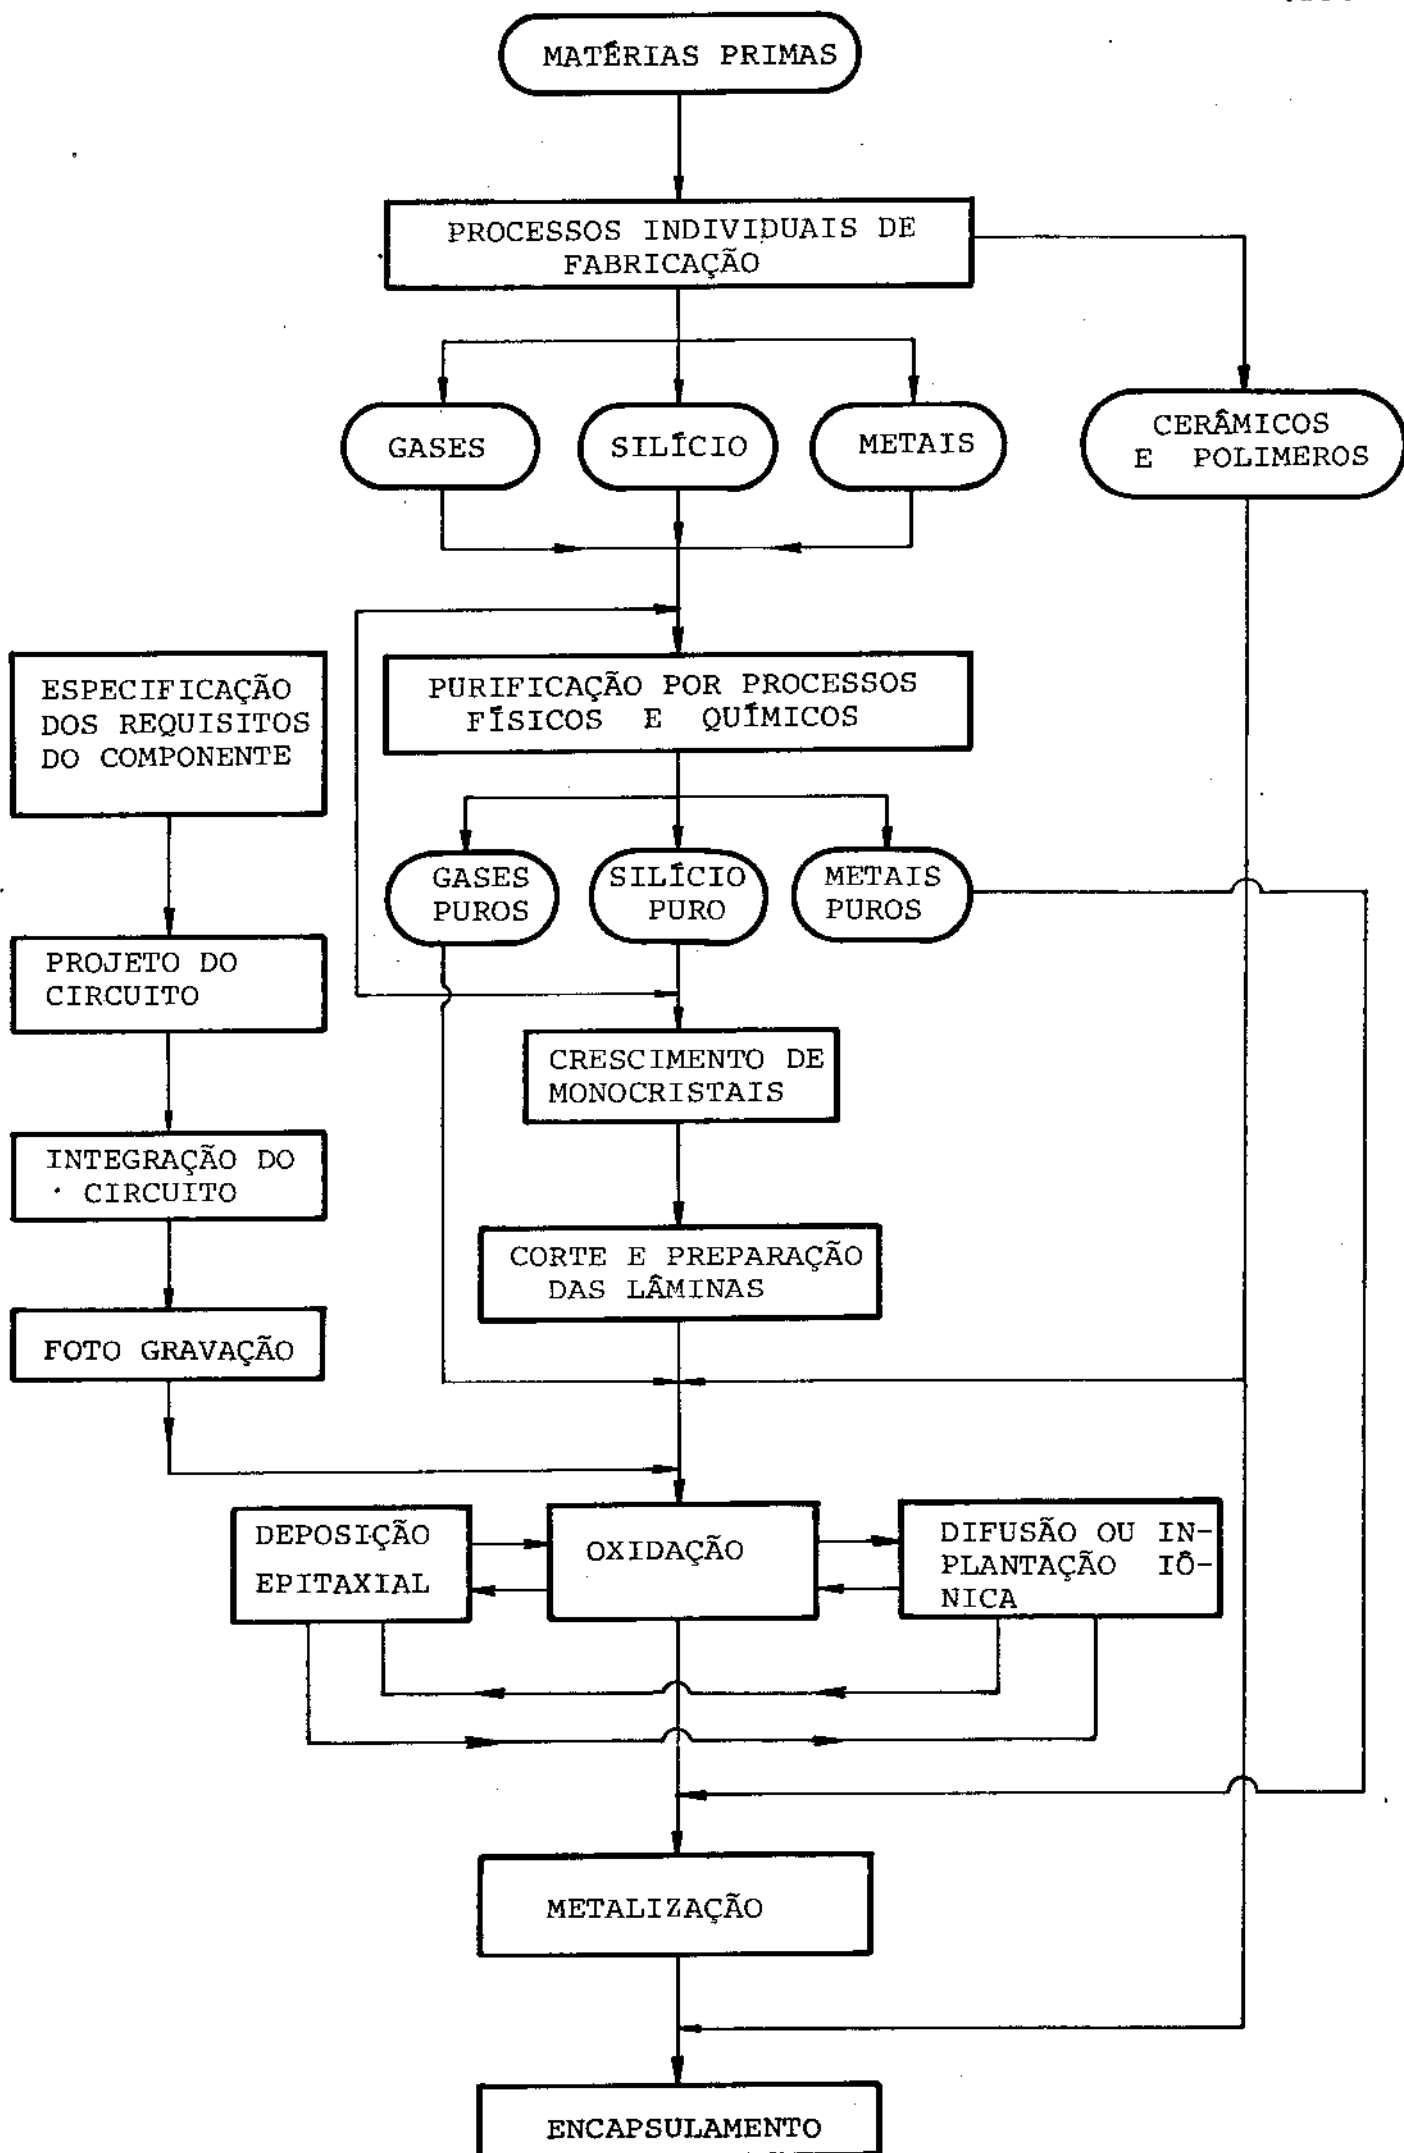 MATÉRIAS PRIMAS
PROCESSOS INDIVIDUAIS DE
FABRICAÇÃO
GASES
SILÍCIO
METAIS
CERÂMICOS
E POLIMEROS
ESPECIFICAÇÃO
DOS REQUISITOS
DO COMPONENTE
PURIFICAÇÃO POR PROCESSOS
FÍSICOS E QUÍMICOS
GASES
PUROS
SILÍCIO
PURO
METAIS
PUROS
PROJETO DO
CIRCUITO
CRESCIMENTO DE
MONOCRISTAIS
INTEGRAÇÃO DO
CIRCUITO
CORTE E PREPARAÇÃO
DAS LÂMINAS
FOTO GRAVAÇÃO
DEPOSIÇÃO
EPITAXIAL
OXIDAÇÃO
DIFUSÃO OU IN-
PLANTAÇÃO IÔ-
NICA
METALIZAÇÃO
ENCAPSULAMENTO